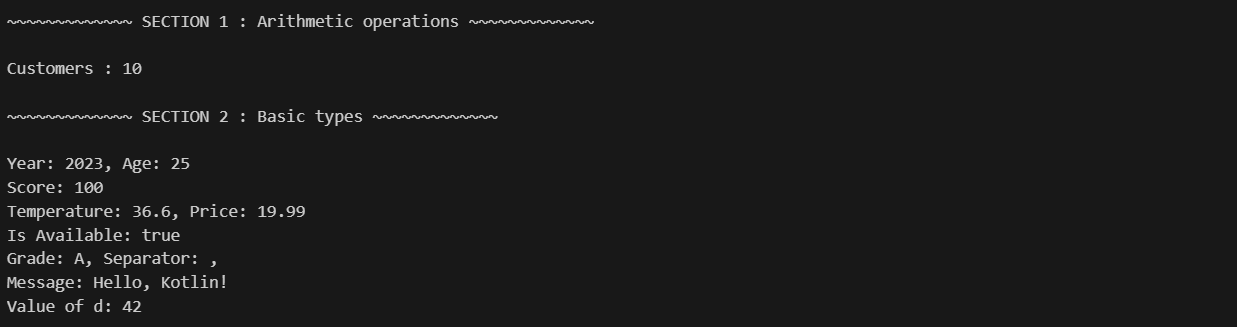 ~~~~~~~~~~~~~ SECTION 1 : Arithmetic operations ~~~~~~~~~~~~~
Customers : 10
~~~~~~~~~~~~~ SECTION 2 : Basic types ~~~~~~~~~~~~~
Year: 2023, Age: 25
Score: 100
Temperature: 36.6, Price: 19.99
Is Available: true
Grade: A, Separator: ,
Message: Hello, Kotlin!
Value of d: 42